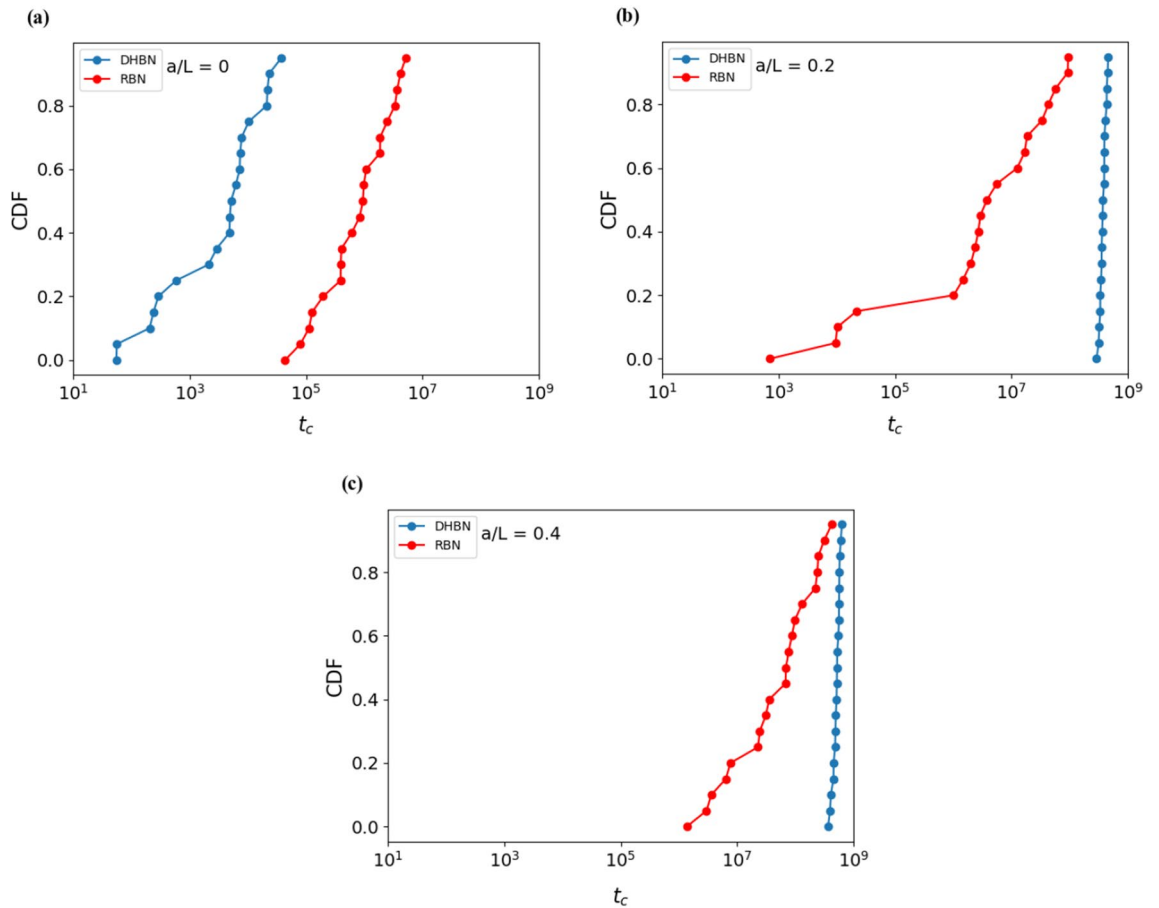 (a)
DHBN
RBN
a/L = 0
CDF
0.8
0.6
0.4
0.2
0.0
10¹ 10³ 10⁵ 10⁷ 10⁹
t_c
(b)
DHBN
RBN
a/L = 0.2
CDF
0.8
0.6
0.4
0.2
0.0
10¹ 10³ 10⁵ 10⁷ 10⁹
t_c
(c)
DHBN
RBN
a/L = 0.4
CDF
0.8
0.6
0.4
0.2
0.0
10¹ 10³ 10⁵ 10⁷ 10⁹
t_c